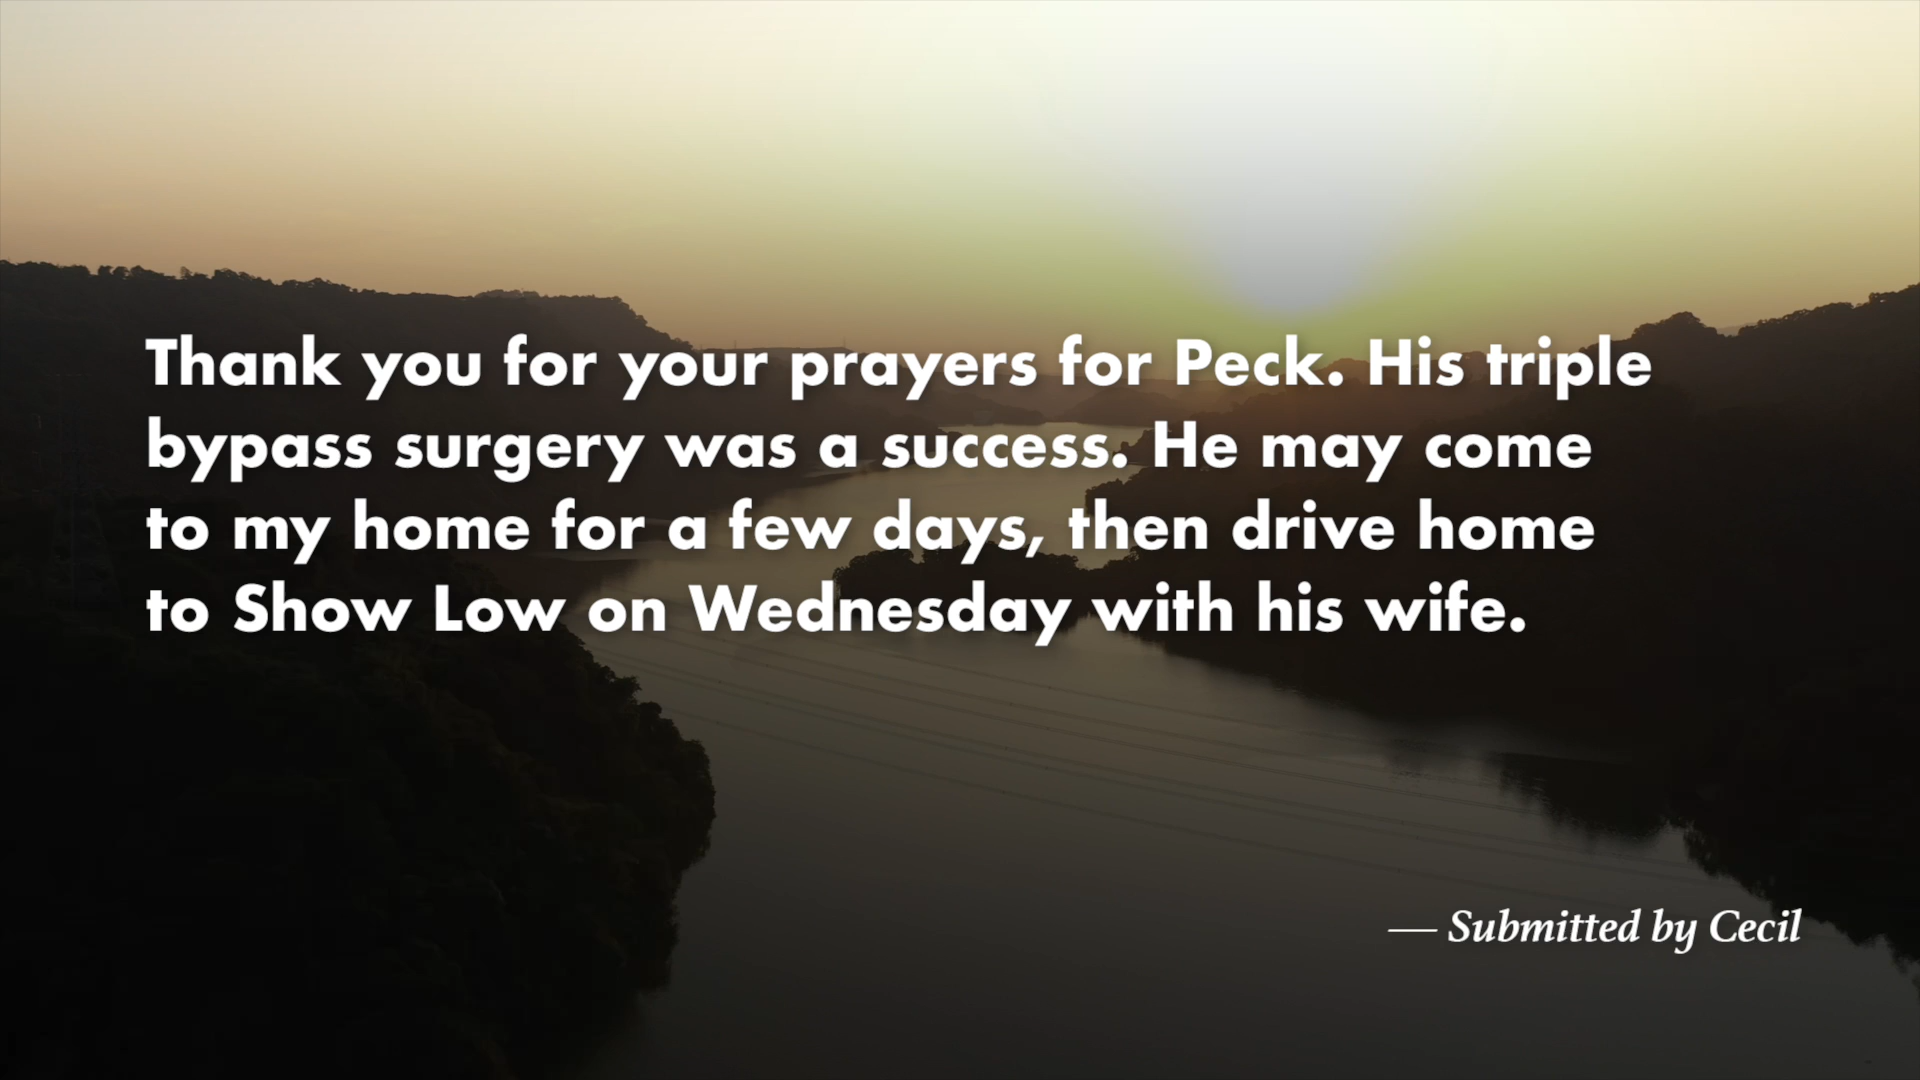 Thank you for your prayers for Peck. His triple
bypass surgery was a success. He may come
to my home for a few days, then drive home
to Show Low on Wednesday with his wife.
— Submitted by Cecil